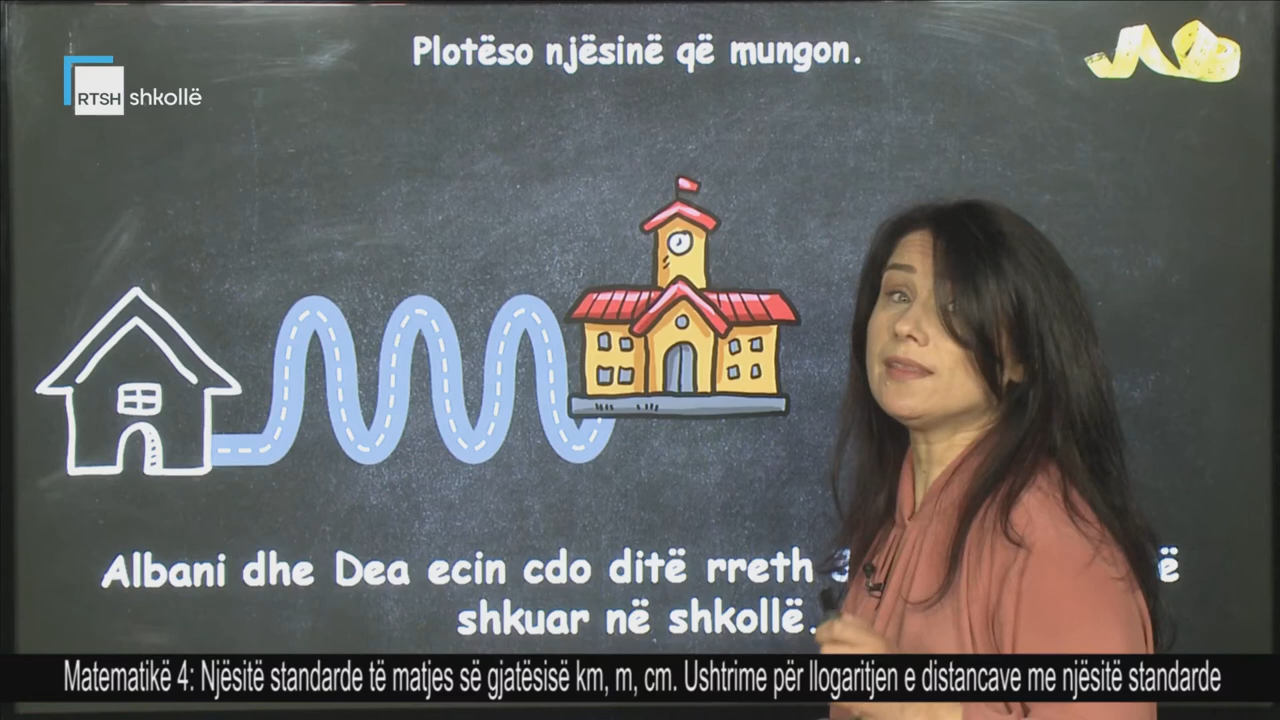 Plotëso njësinë që mungon.
RTSH shkollë
Albani dhe Dea ecin cdo ditë rreth
shkuar në shkollë.
Matematikë 4: Njësitë standarde të matjes së gjatësisë km, m, cm. Ushtrime për llogaritjen e distancave me njësitë standarde